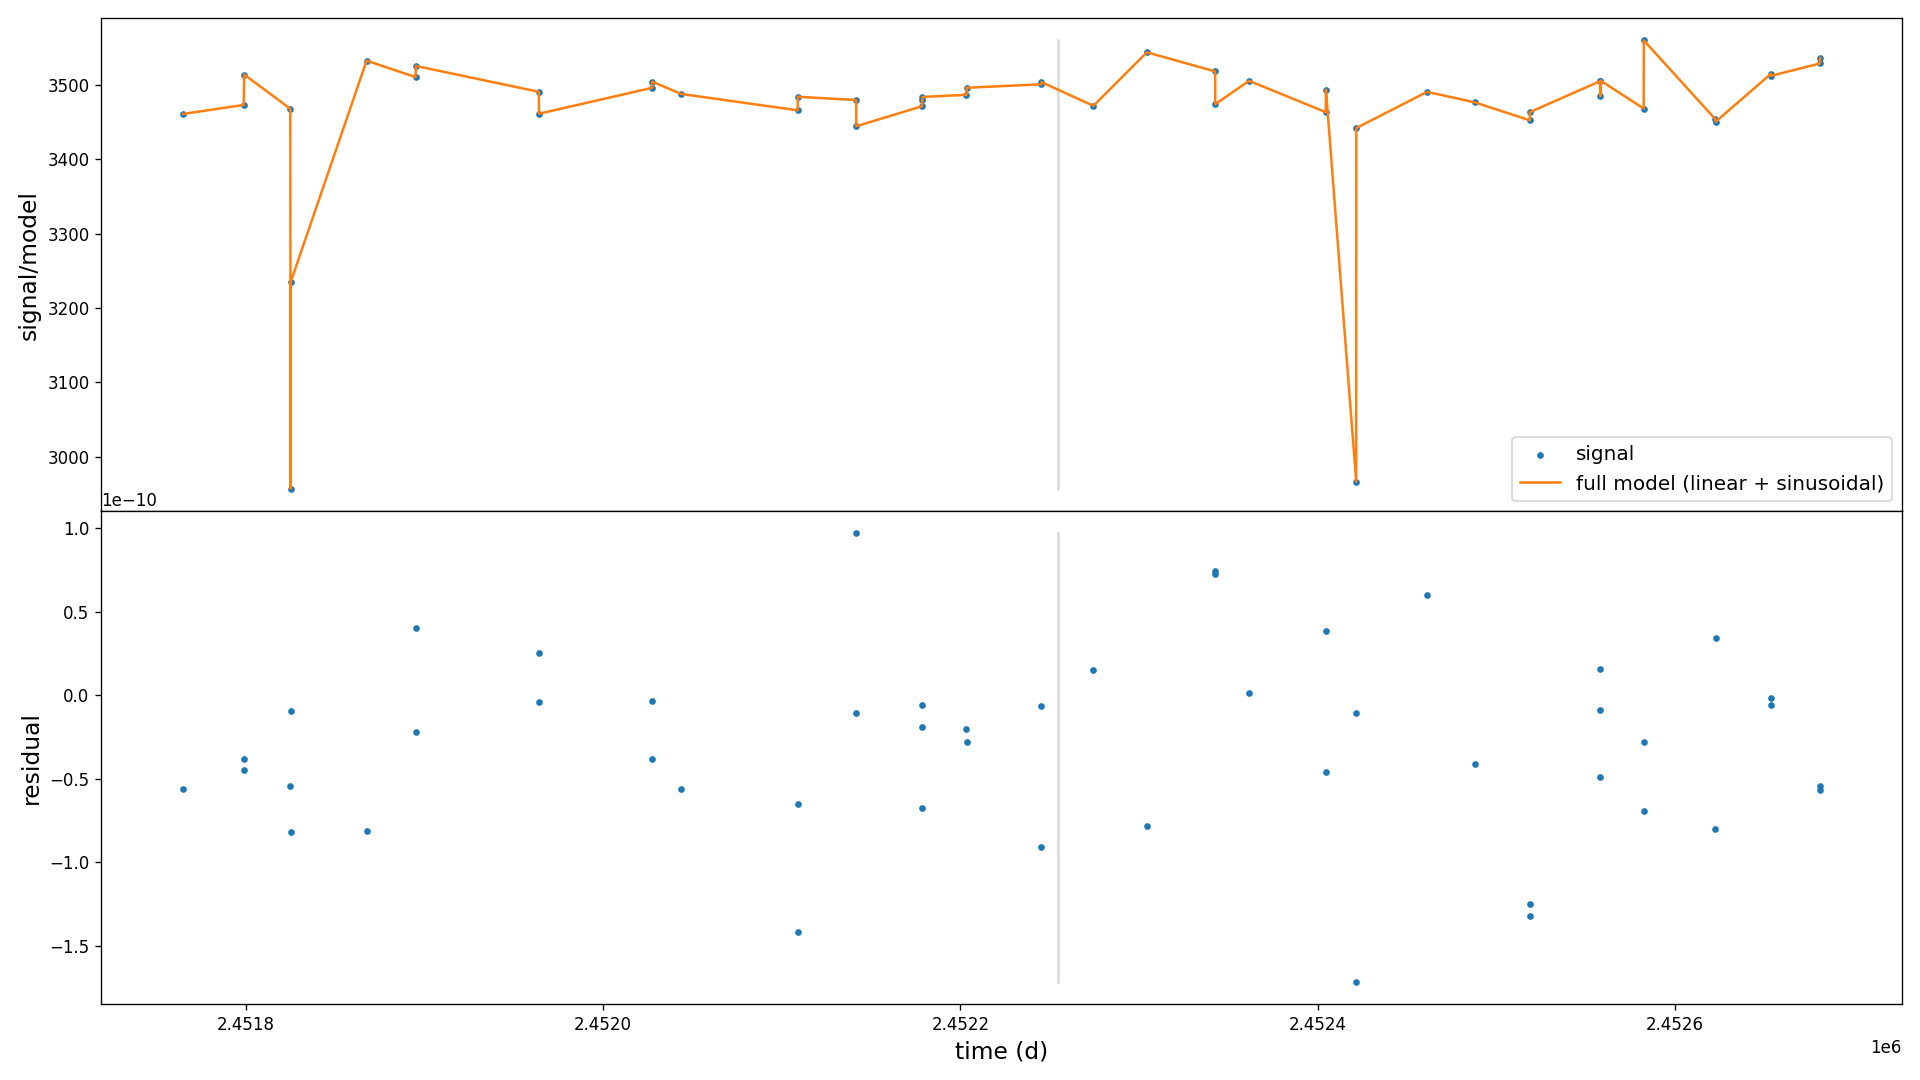 signal/model
3500
3400
3300
3200
3100
3000
signal
full model (linear + sinusoidal)
1e−10
residual
1.0
0.5
0.0
−0.5
−1.0
−1.5
2.4518
2.4520
2.4522
2.4524
2.4526
time (d)
1e6